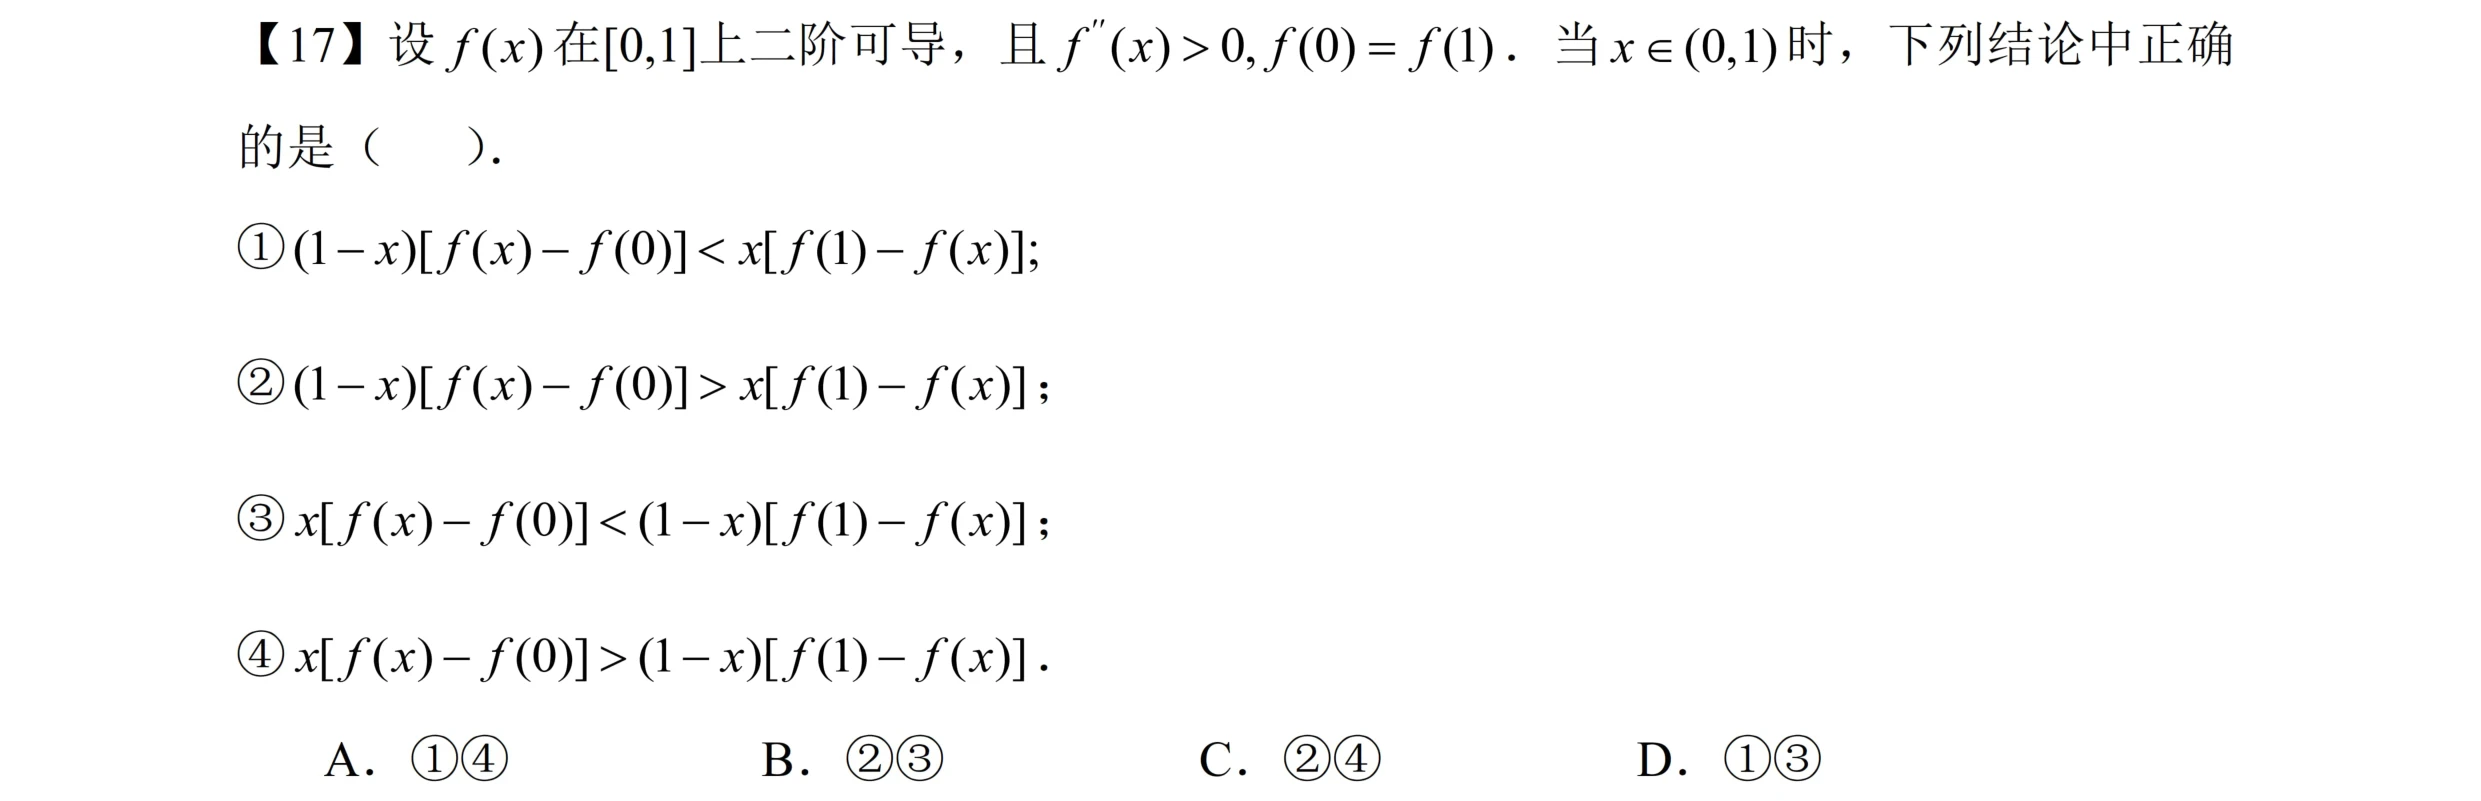 【17】设 f(x) 在[0,1]上二阶可导，且 f″(x)>0, f(0)=f(1)．当 x∈(0,1)时，下列结论中正确
的是（　　）.
①(1−x)[f(x)−f(0)]<x[f(1)−f(x)];
②(1−x)[f(x)−f(0)]>x[f(1)−f(x)]；
③x[f(x)−f(0)]<(1−x)[f(1)−f(x)]；
④x[f(x)−f(0)]>(1−x)[f(1)−f(x)]．
A．①④　　B．②③　　C．②④　　D．①③